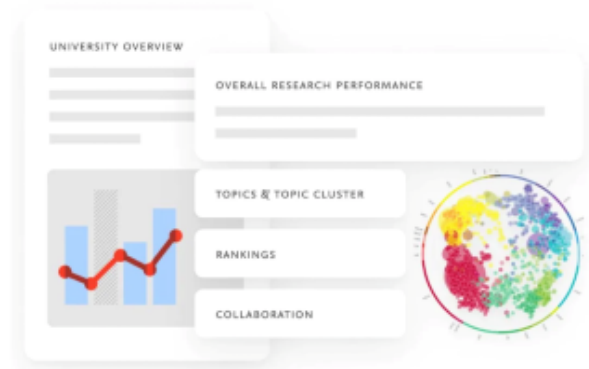 UNIVERSITY OVERVIEW
OVERALL RESEARCH PERFORMANCE
TOPICS & TOPIC CLUSTER
RANKINGS
COLLABORATION